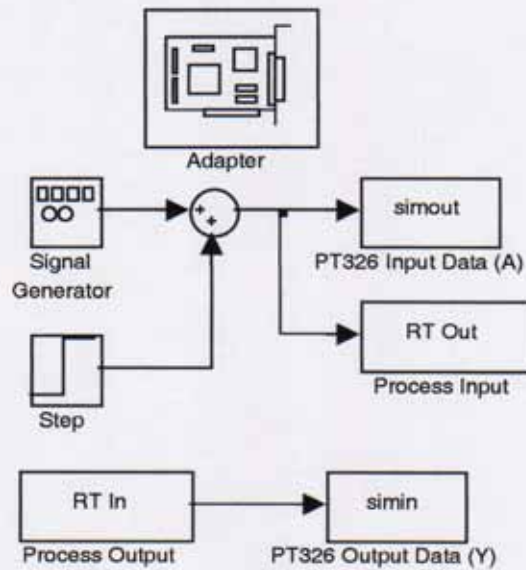 Adapter
Signal
Generator
simout
PT326 Input Data (A)
RT Out
Process Input
Step
RT In
Process Output
simin
PT326 Output Data (Y)